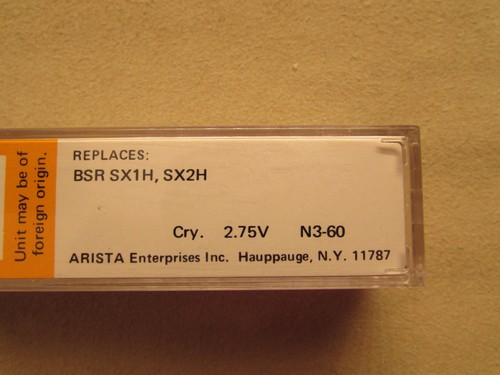 Unit may be of
foreign origin.
REPLACES:
BSR SX1H, SX2H
Cry. 2.75V N3-60
ARISTA Enterprises Inc. Hauppauge, N.Y. 11787